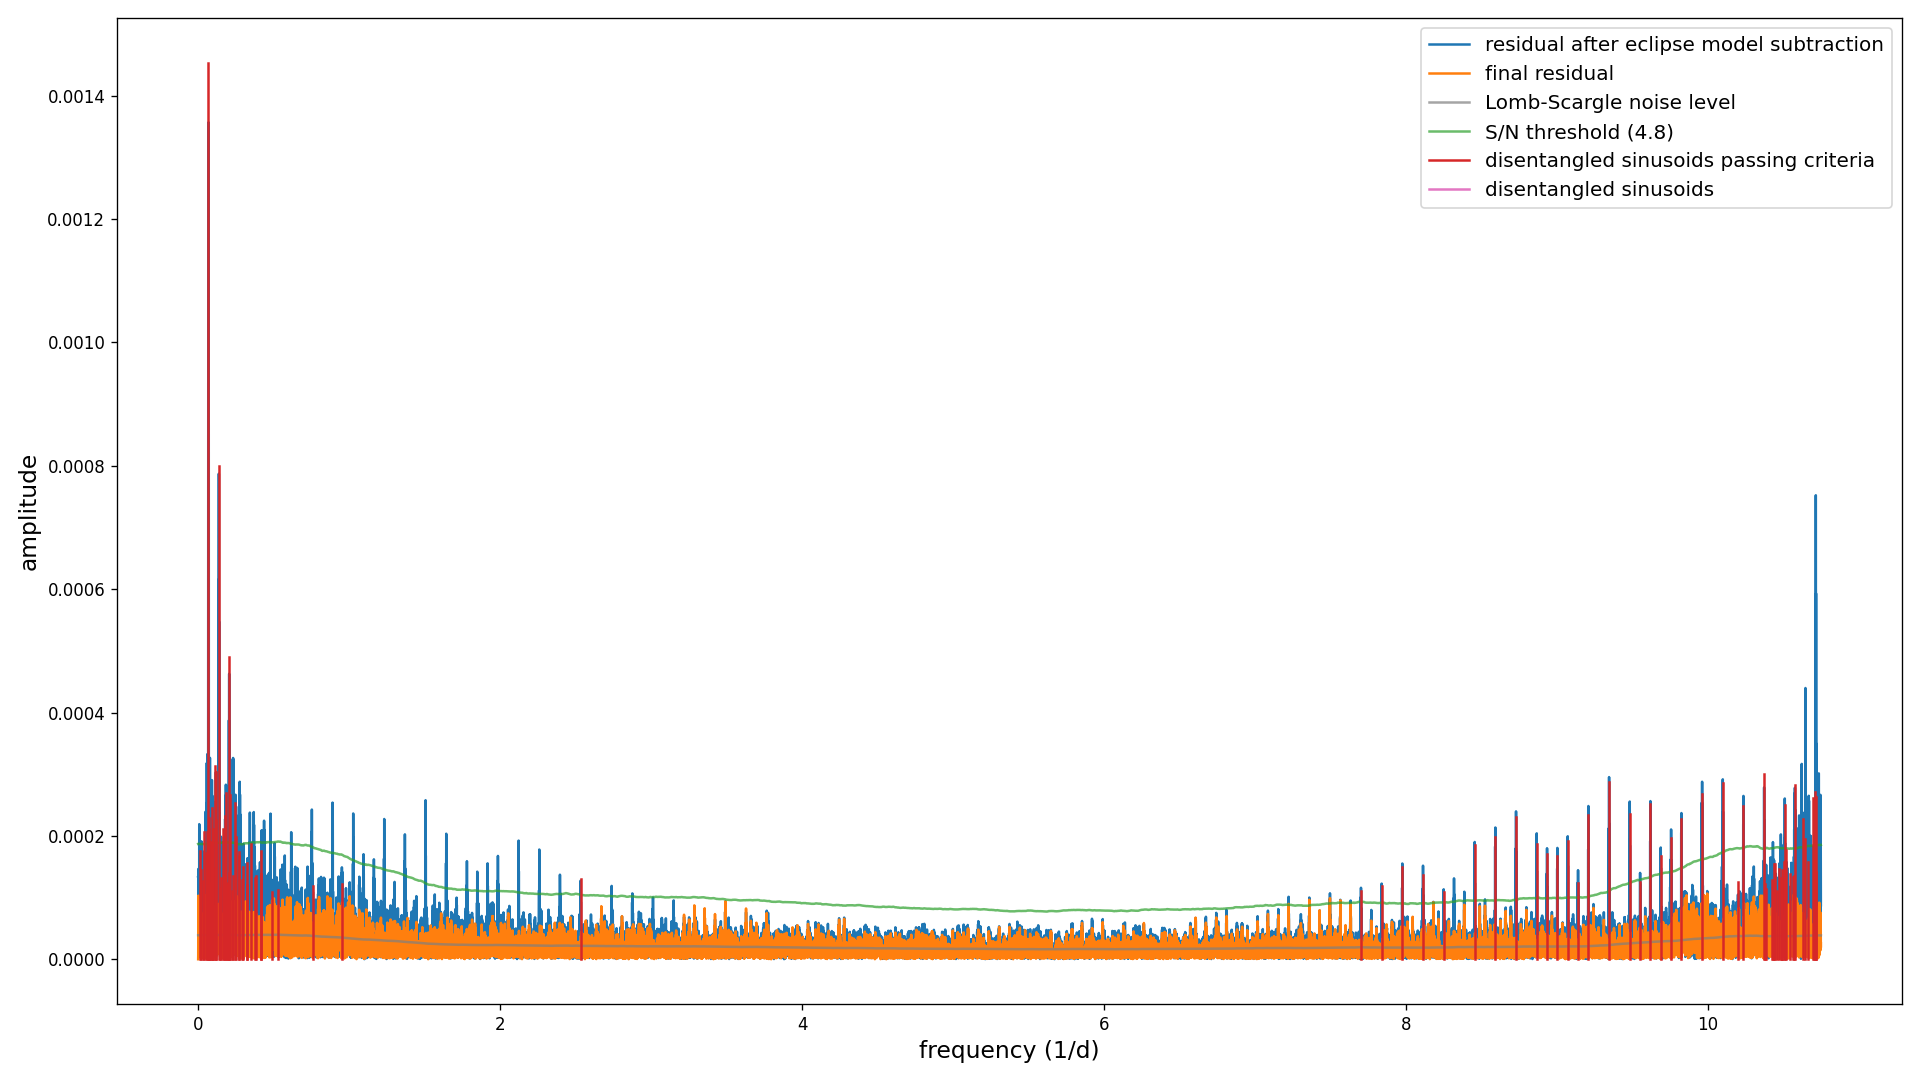 residual after eclipse model subtraction
final residual
Lomb-Scargle noise level
S/N threshold (4.8)
disentangled sinusoids passing criteria
disentangled sinusoids
0.0014
0.0012
0.0010
0.0008
0.0006
0.0004
0.0002
0.0000
amplitude
0 2 4 6 8 10
frequency (1/d)